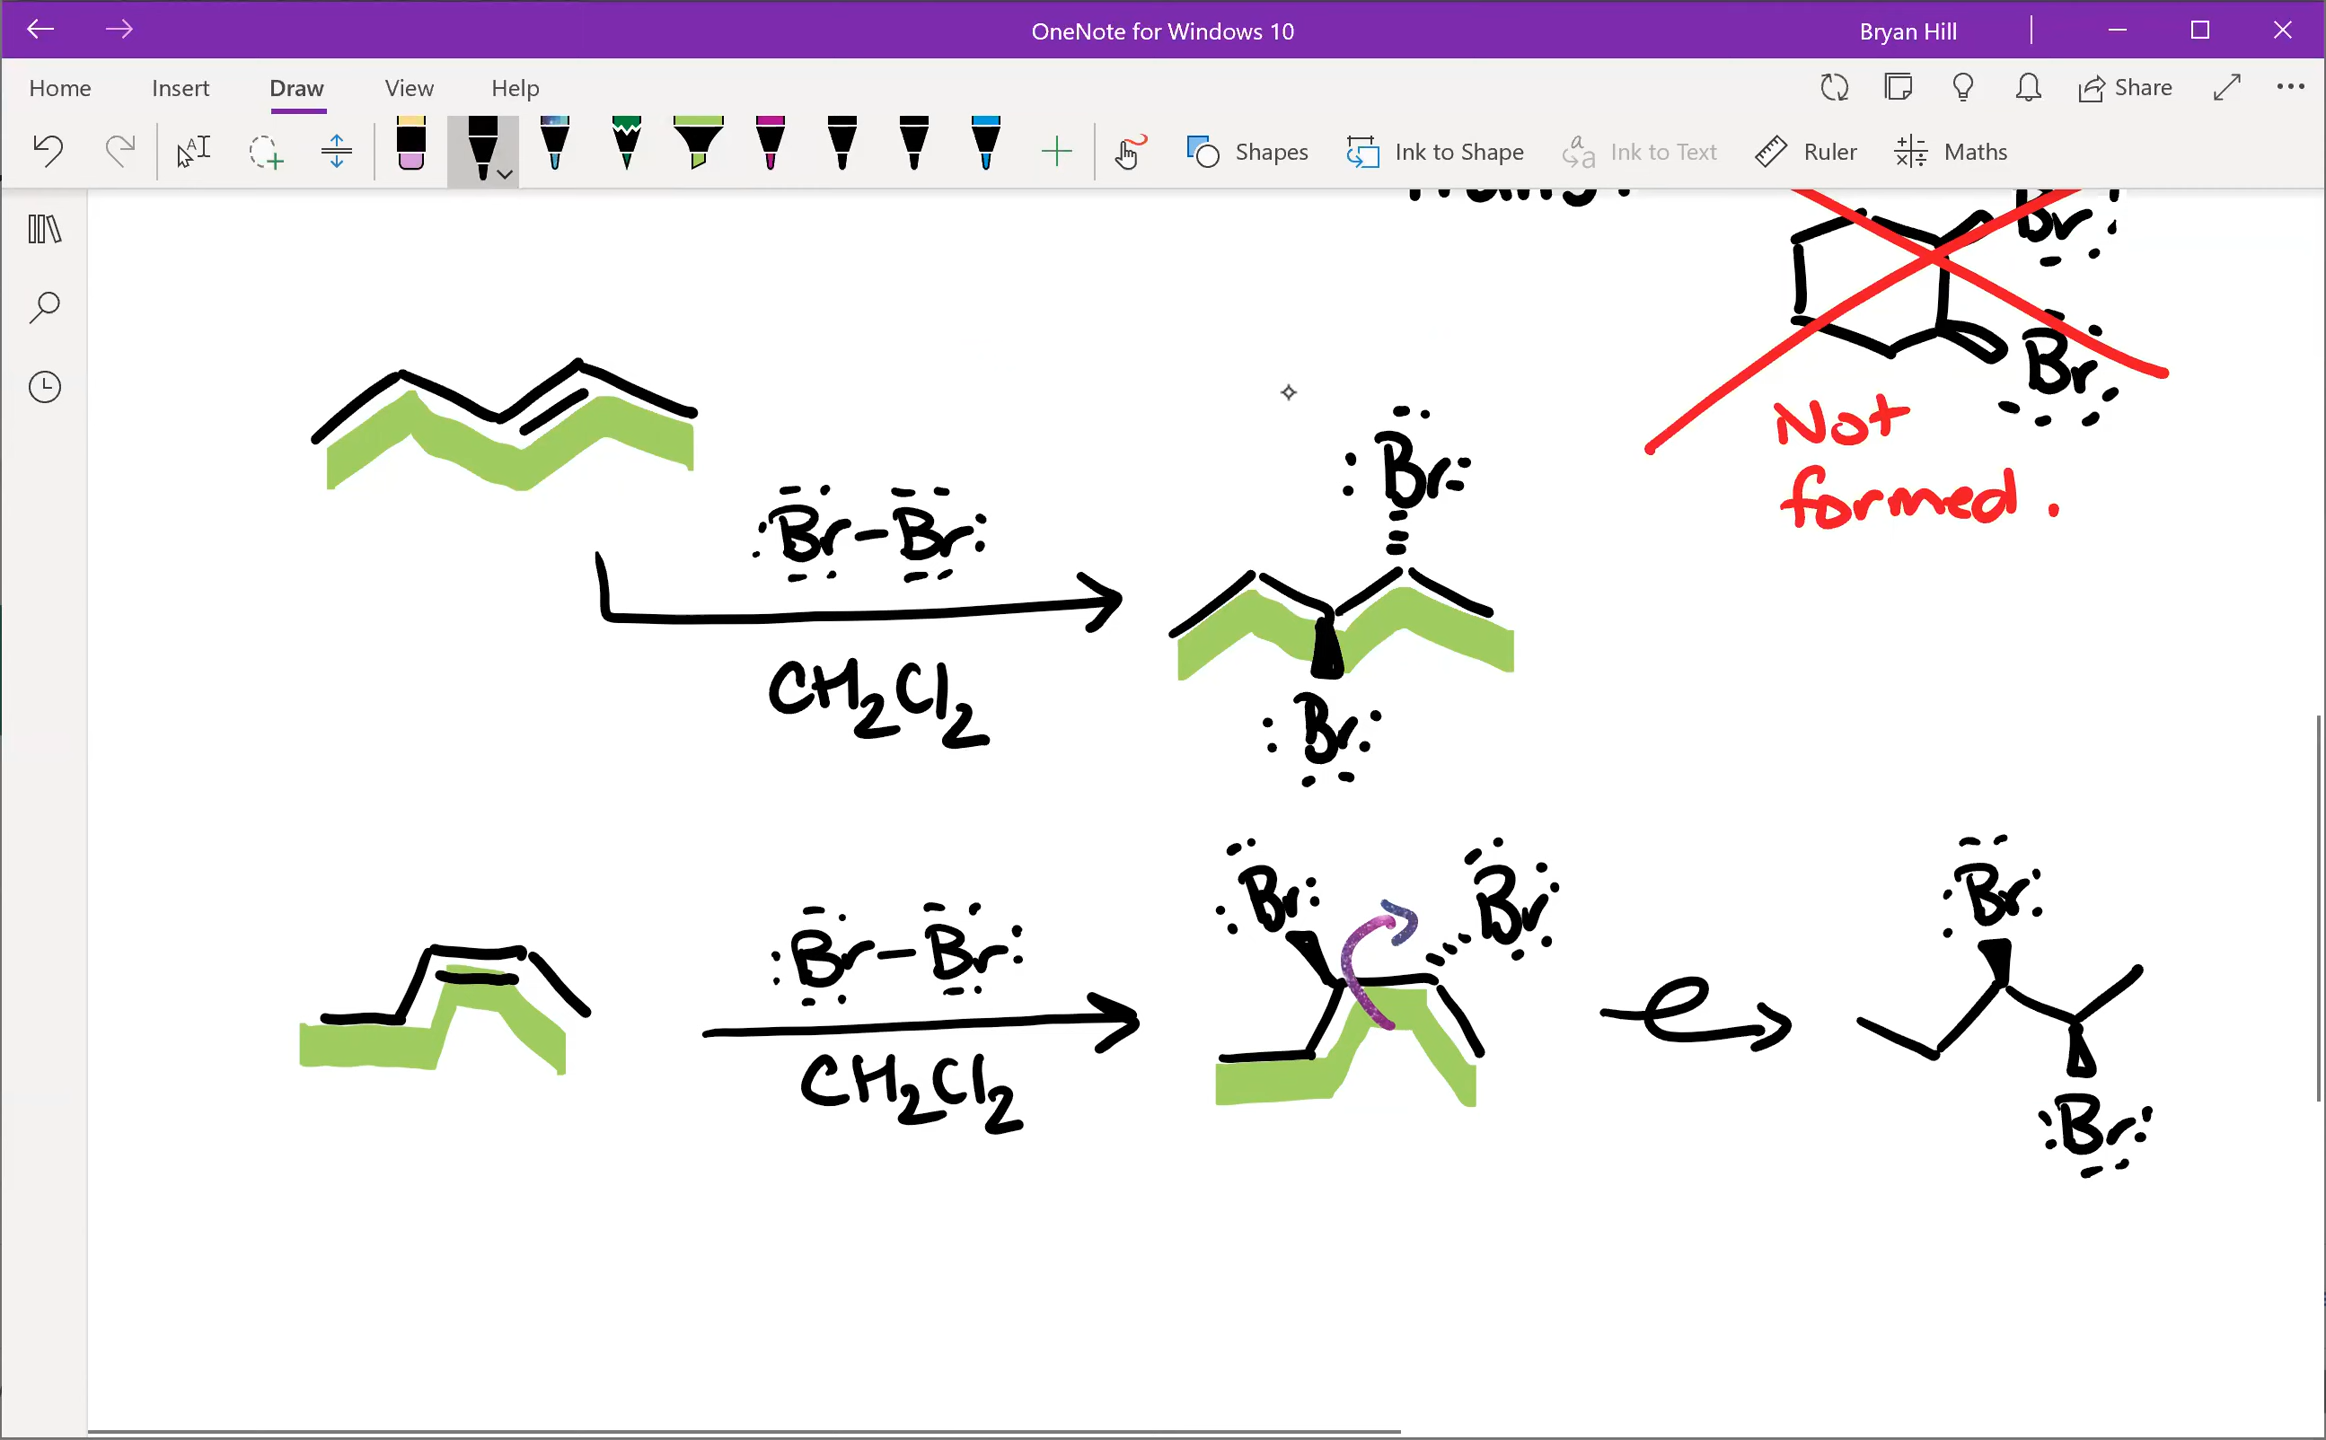 OneNote for Windows 10
Bryan Hill
Home Insert Draw View Help
Share
Shapes
Ink to Shape
Ink to Text
Ruler
Maths
Br
Br
Not
formed.
Br-Br
CH2Cl2
Br
Br
Br-Br
CH2Cl2
Br
Br
Br
Br